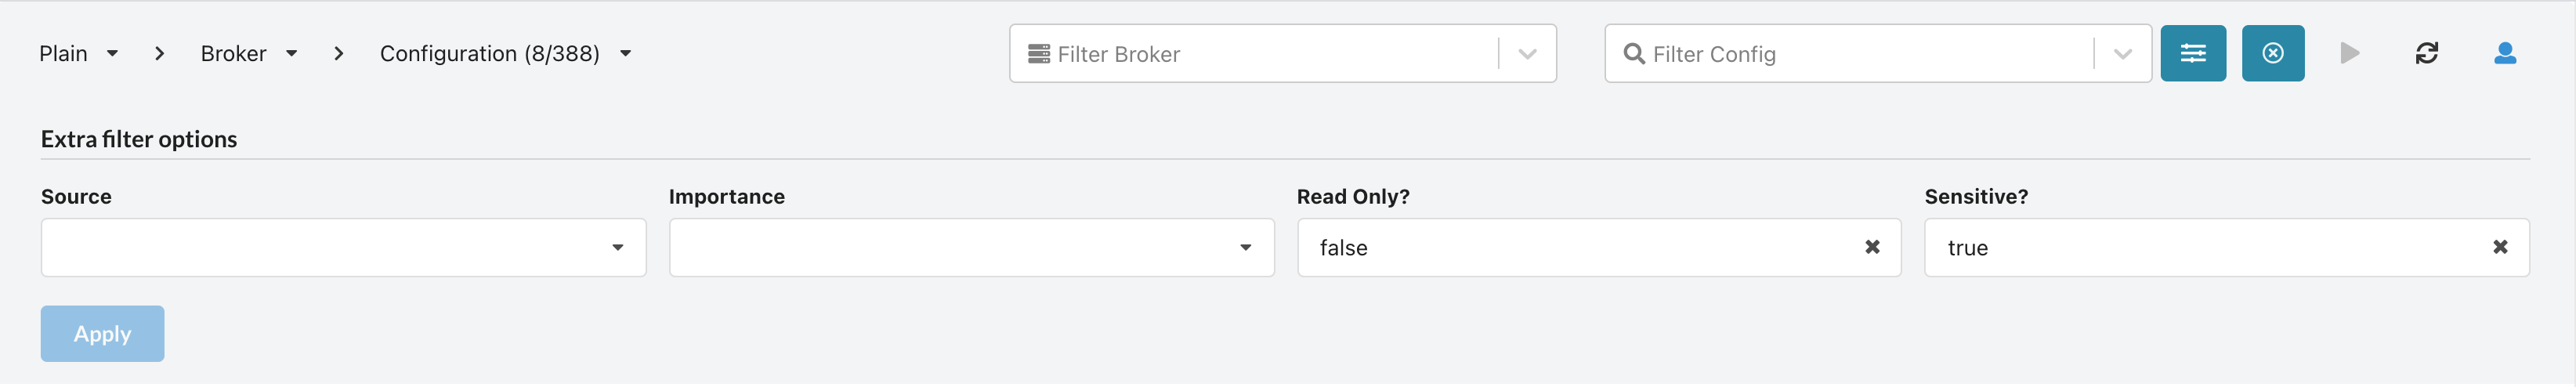 Plain Broker Configuration (8/388) Filter Broker Filter Config
Extra filter options
Source Importance Read Only? Sensitive?
false true
Apply